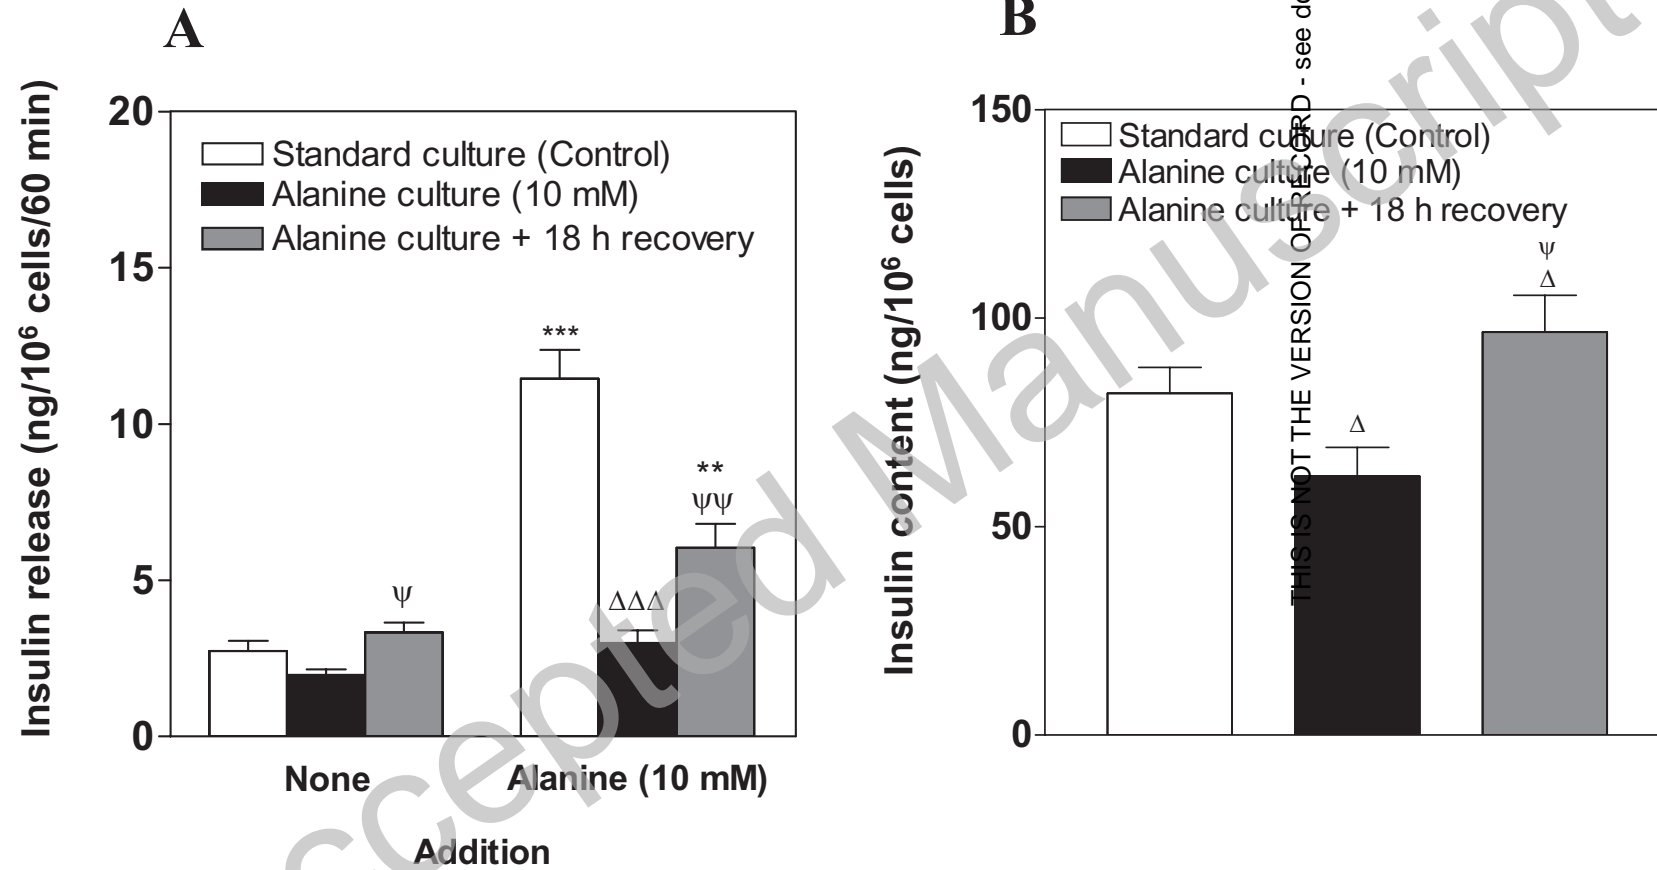 A
Insulin release (ng/10⁶ cells/60 min)
20
15
10
5
0
Standard culture (Control)
Alanine culture (10 mM)
Alanine culture + 18 h recovery
ψ
***
ΔΔΔ
**
ψψ
None
Alanine (10 mM)
Addition
B
Insulin content (ng/10⁶ cells)
150
100
50
0
Standard culture (Control)
Alanine culture (10 mM)
Alanine culture + 18 h recovery
Δ
ψ
Δ
THIS IS NOT THE VERSION OF RECORD - see
Manuscript